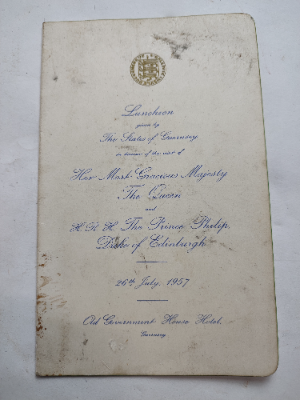 Luncheon
given by
The States of Guernsey
in honour of the visit of
Her Most Gracious Majesty
The Queen
and
H. R. H. The Prince Philip,
Duke of Edinburgh
26th July, 1957
Old Government House Hotel,
Guernsey